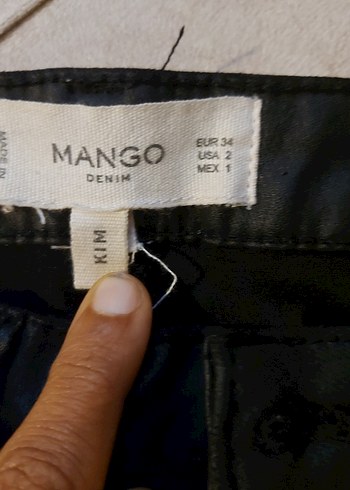 MADE IN
MANGO
DENIM
EUR 34
USA 2
MEX 1
KIM